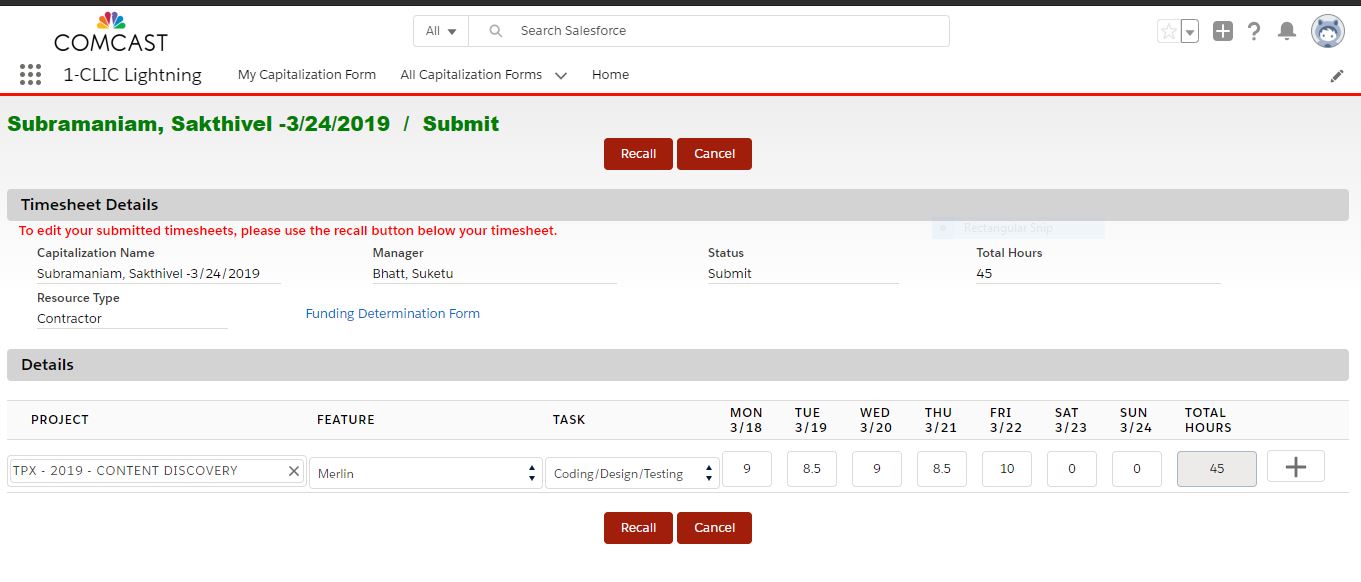 COMCAST
All
Search Salesforce
1-CLIC Lightning
My Capitalization Form
All Capitalization Forms
Home
Subramaniam, Sakthivel -3/24/2019 / Submit
Recall
Cancel
Timesheet Details
To edit your submitted timesheets, please use the recall button below your timesheet.
Rectangular Snip
Capitalization Name
Manager
Status
Total Hours
Subramaniam, Sakthivel -3/24/2019
Bhatt, Suketu
Submit
45
Resource Type
Contractor
Funding Determination Form
Details
PROJECT
FEATURE
TASK
MON
3/18
TUE
3/19
WED
3/20
THU
3/21
FRI
3/22
SAT
3/23
SUN
3/24
TOTAL
HOURS
TPX - 2019 - CONTENT DISCOVERY
Merlin
Coding/Design/Testing
9
8.5
9
8.5
10
0
0
45
Recall
Cancel